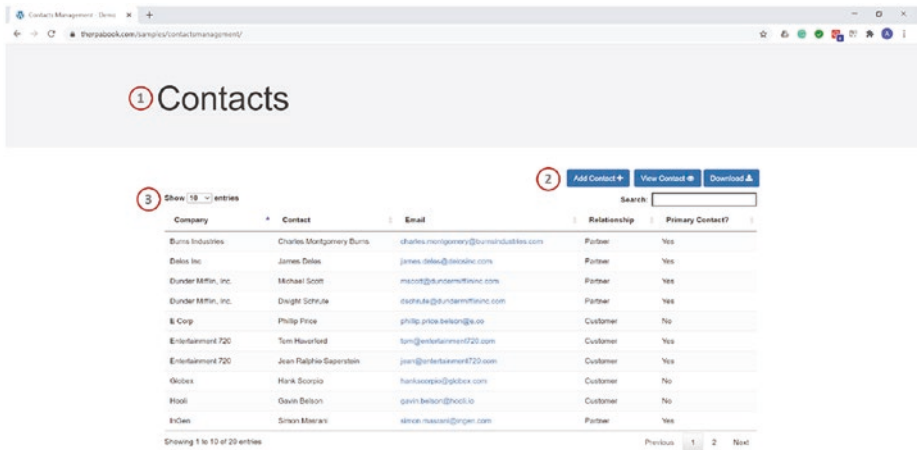 Contacts Management - Demo
therpabook.com/samples/contactsmanagement/
1 Contacts
2 Add Contact View Contact Download
3 Show 10 entries Search:
Company Contact Email Relationship Primary Contact?
Burns Industries Charles Montgomery Burns charles.montgomery@burnsindustries.com Partner Yes
Delos Inc James Delos james.delos@delosinc.com Partner Yes
Dunder Mifflin, Inc. Michael Scott mscott@dundermifflininc.com Partner Yes
Dunder Mifflin, Inc. Dwight Schrute dschrute@dundermifflininc.com Partner Yes
E Corp Phillip Price Customer No
Entertainment 720 Tom Haverford tom@entertainment720.com Customer Yes
Entertainment 720 Jean Ralphio Saperstein jean@entertainment720.com Customer Yes
Globex Hank Scorpio hankscorpio@globex.com Customer No
Hooli Gavin Belson gavin.belson@hooli.io Customer No
InGen Simon Masrani simon.masrani@ingen.com Partner Yes
Showing 1 to 10 of 20 entries Previous 1 2 Next